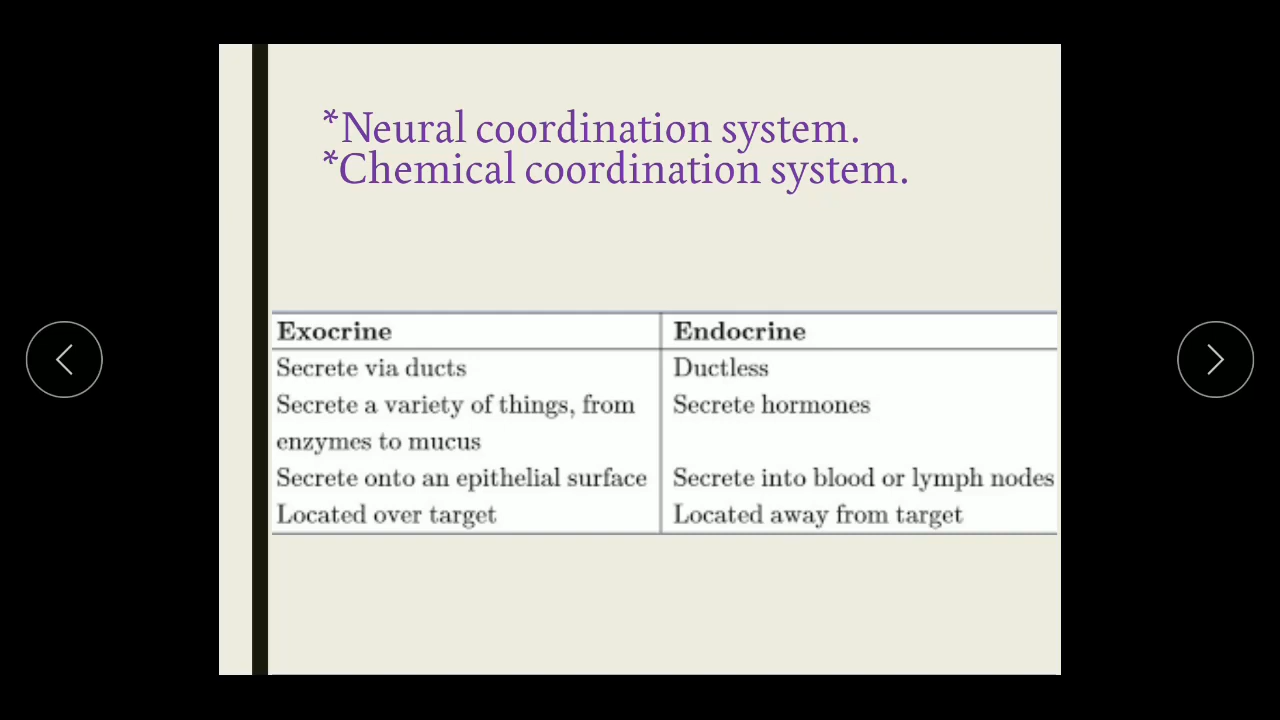 *Neural coordination system.
*Chemical coordination system.
Exocrine Endocrine
Secrete via ducts Ductless
Secrete a variety of things, from Secrete hormones
enzymes to mucus
Secrete onto an epithelial surface Secrete into blood or lymph nodes
Located over target Located away from target